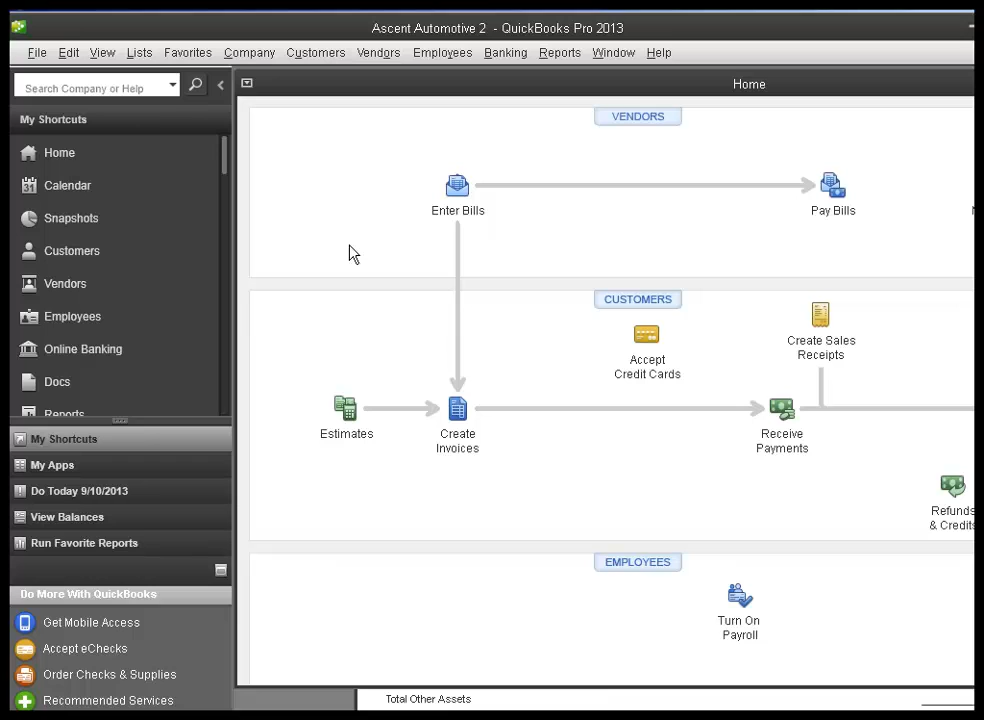 Ascent Automotive 2 - QuickBooks Pro 2013
File Edit View Lists Favorites Company Customers Vendors Employees Banking Reports Window Help
Search Company or Help
Home
My Shortcuts
Home
Calendar
Snapshots
Customers
Vendors
Employees
Online Banking
Docs
Reports
My Shortcuts
My Apps
Do Today 9/10/2013
View Balances
Run Favorite Reports
Do More With QuickBooks
Get Mobile Access
Accept eChecks
Order Checks & Supplies
Recommended Services
VENDORS
Enter Bills
Pay Bills
CUSTOMERS
Accept
Credit Cards
Create Sales
Receipts
Estimates
Create
Invoices
Receive
Payments
Refunds
& Credits
EMPLOYEES
Turn On
Payroll
Total Other Assets